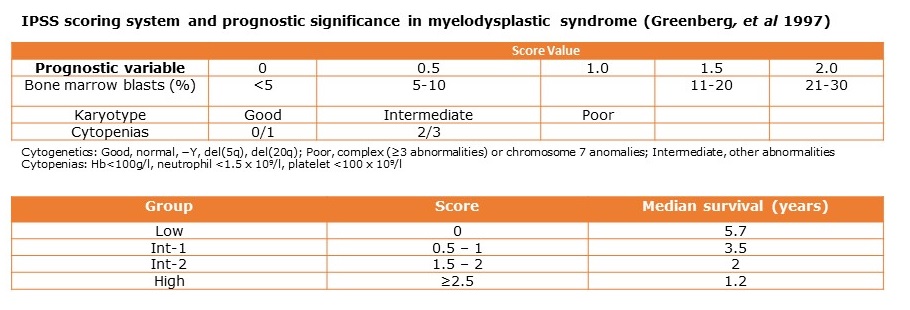 IPSS scoring system and prognostic significance in myelodysplastic syndrome (Greenberg, et al 1997)
Score Value
Prognostic variable 0 0.5 1.0 1.5 2.0
Bone marrow blasts (%) <5 5-10 11-20 21-30
Karyotype Good Intermediate Poor
Cytopenias 0/1 2/3
Cytogenetics: Good, normal, –Y, del(5q), del(20q); Poor, complex (≥3 abnormalities) or chromosome 7 anomalies; Intermediate, other abnormalities
Cytopenias: Hb<100g/l, neutrophil <1.5 x 10⁹/l, platelet <100 x 10⁹/l
Group Score Median survival (years)
Low 0 5.7
Int-1 0.5 – 1 3.5
Int-2 1.5 – 2 2
High ≥2.5 1.2